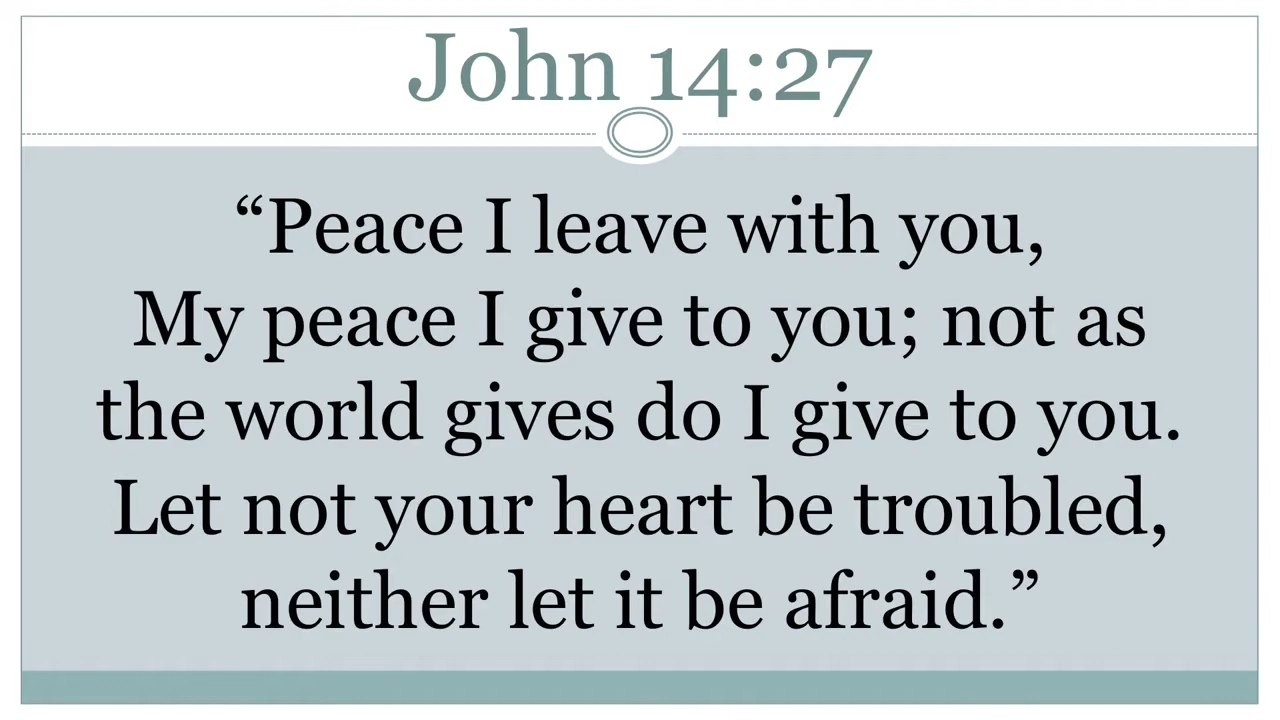 John 14:27
“Peace I leave with you,
My peace I give to you; not as
the world gives do I give to you.
Let not your heart be troubled,
neither let it be afraid.”